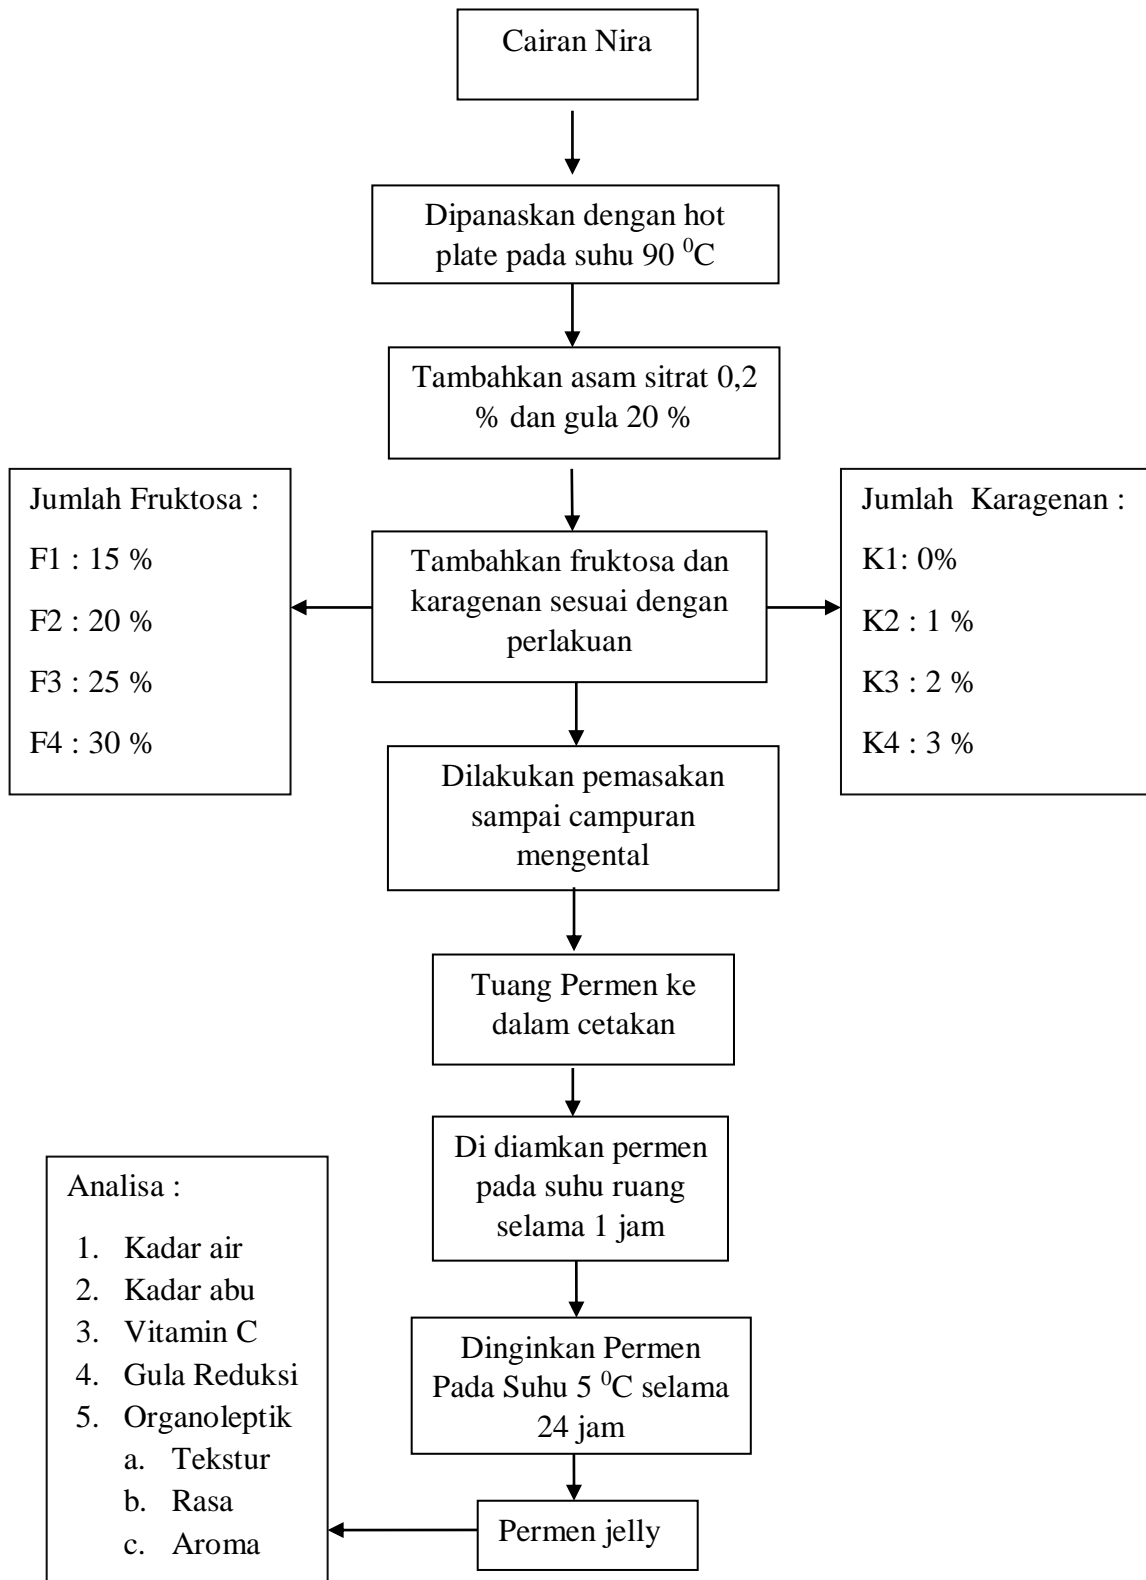 Cairan Nira
Dipanaskan dengan hot
plate pada suhu 90 ⁰C
Tambahkan asam sitrat 0,2
% dan gula 20 %
Jumlah Fruktosa :
F1 : 15 %
F2 : 20 %
F3 : 25 %
F4 : 30 %
Tambahkan fruktosa dan
karagenan sesuai dengan
perlakuan
Jumlah Karagenan :
K1: 0%
K2 : 1 %
K3 : 2 %
K4 : 3 %
Dilakukan pemasakan
sampai campuran
mengental
Tuang Permen ke
dalam cetakan
Di diamkan permen
pada suhu ruang
selama 1 jam
Dinginkan Permen
Pada Suhu 5 ⁰C selama
24 jam
Permen jelly
Analisa :
1. Kadar air
2. Kadar abu
3. Vitamin C
4. Gula Reduksi
5. Organoleptik
a. Tekstur
b. Rasa
c. Aroma